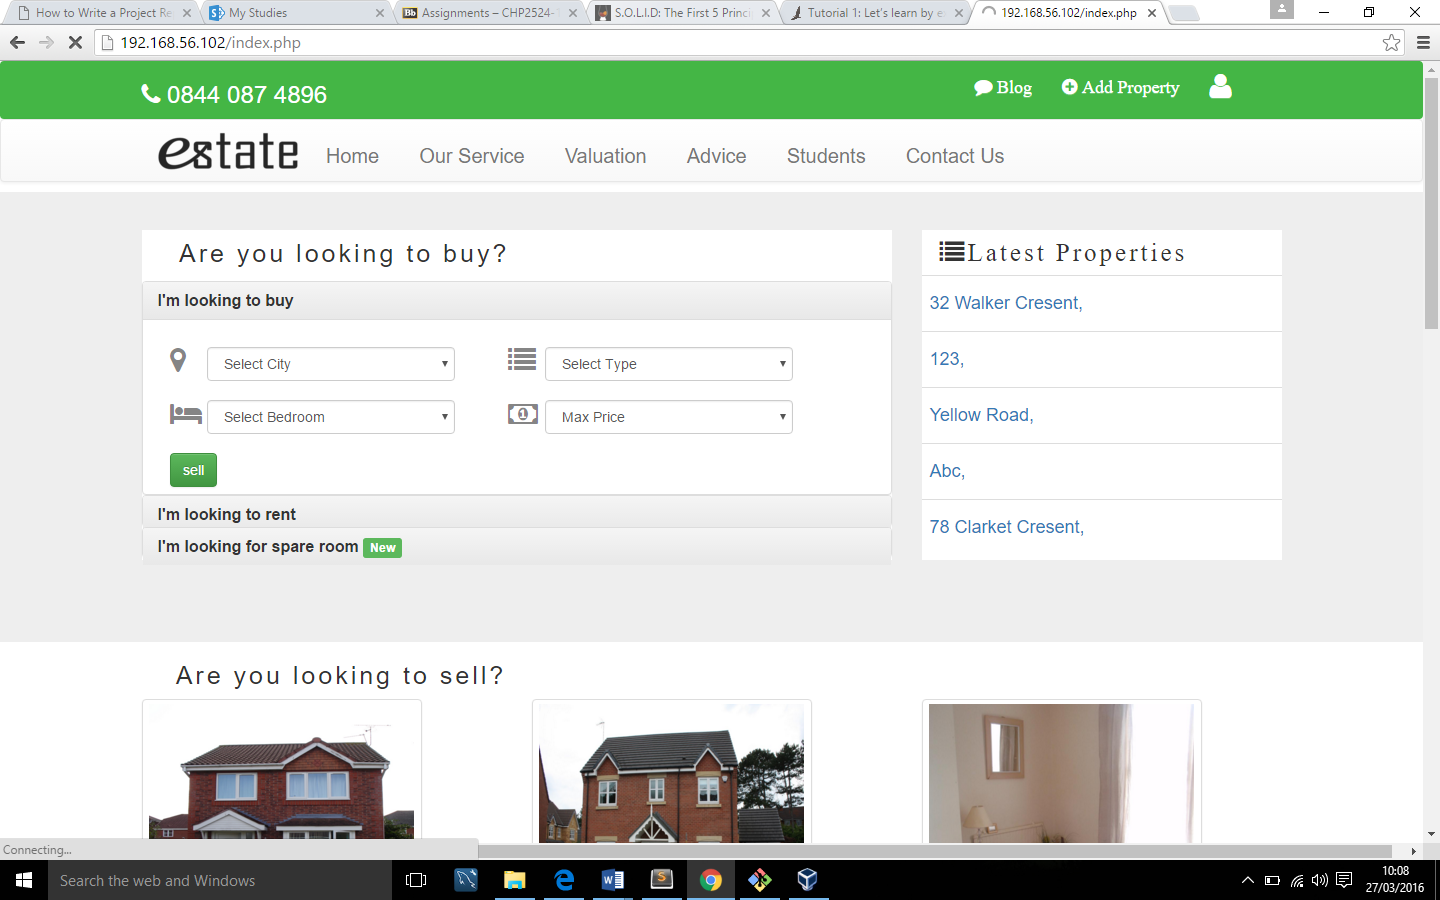 How to Write a Project Re
My Studies
Assignments – CHP2524-1
S.O.L.I.D: The First 5 Princi
Tutorial 1: Let's learn by e
192.168.56.102/index.php
192.168.56.102/index.php
0844 087 4896
Blog
Add Property
estate
Home
Our Service
Valuation
Advice
Students
Contact Us
Are you looking to buy?
I'm looking to buy
Select City
Select Type
Select Bedroom
Max Price
sell
I'm looking to rent
I'm looking for spare room New
Latest Properties
32 Walker Cresent,
123,
Yellow Road,
Abc,
78 Clarket Cresent,
Are you looking to sell?
Connecting...
Search the web and Windows
10:08
27/03/2016